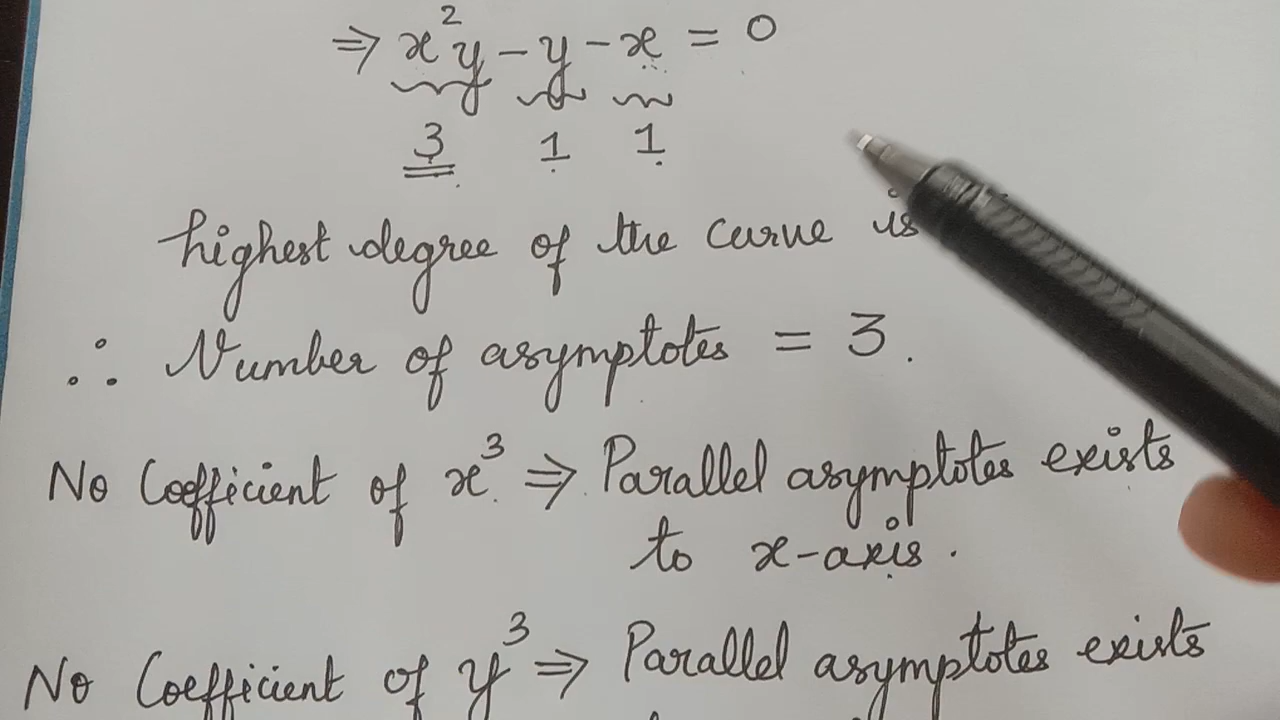 ⇒ x²y - y - x = 0
3 1 1
highest degree of the curve is
∴ Number of asymptotes = 3.
No Coefficient of x³ ⇒ Parallel asymptotes exists
to x-axis.
No Coefficient of y³ ⇒ Parallel asymptotes exists